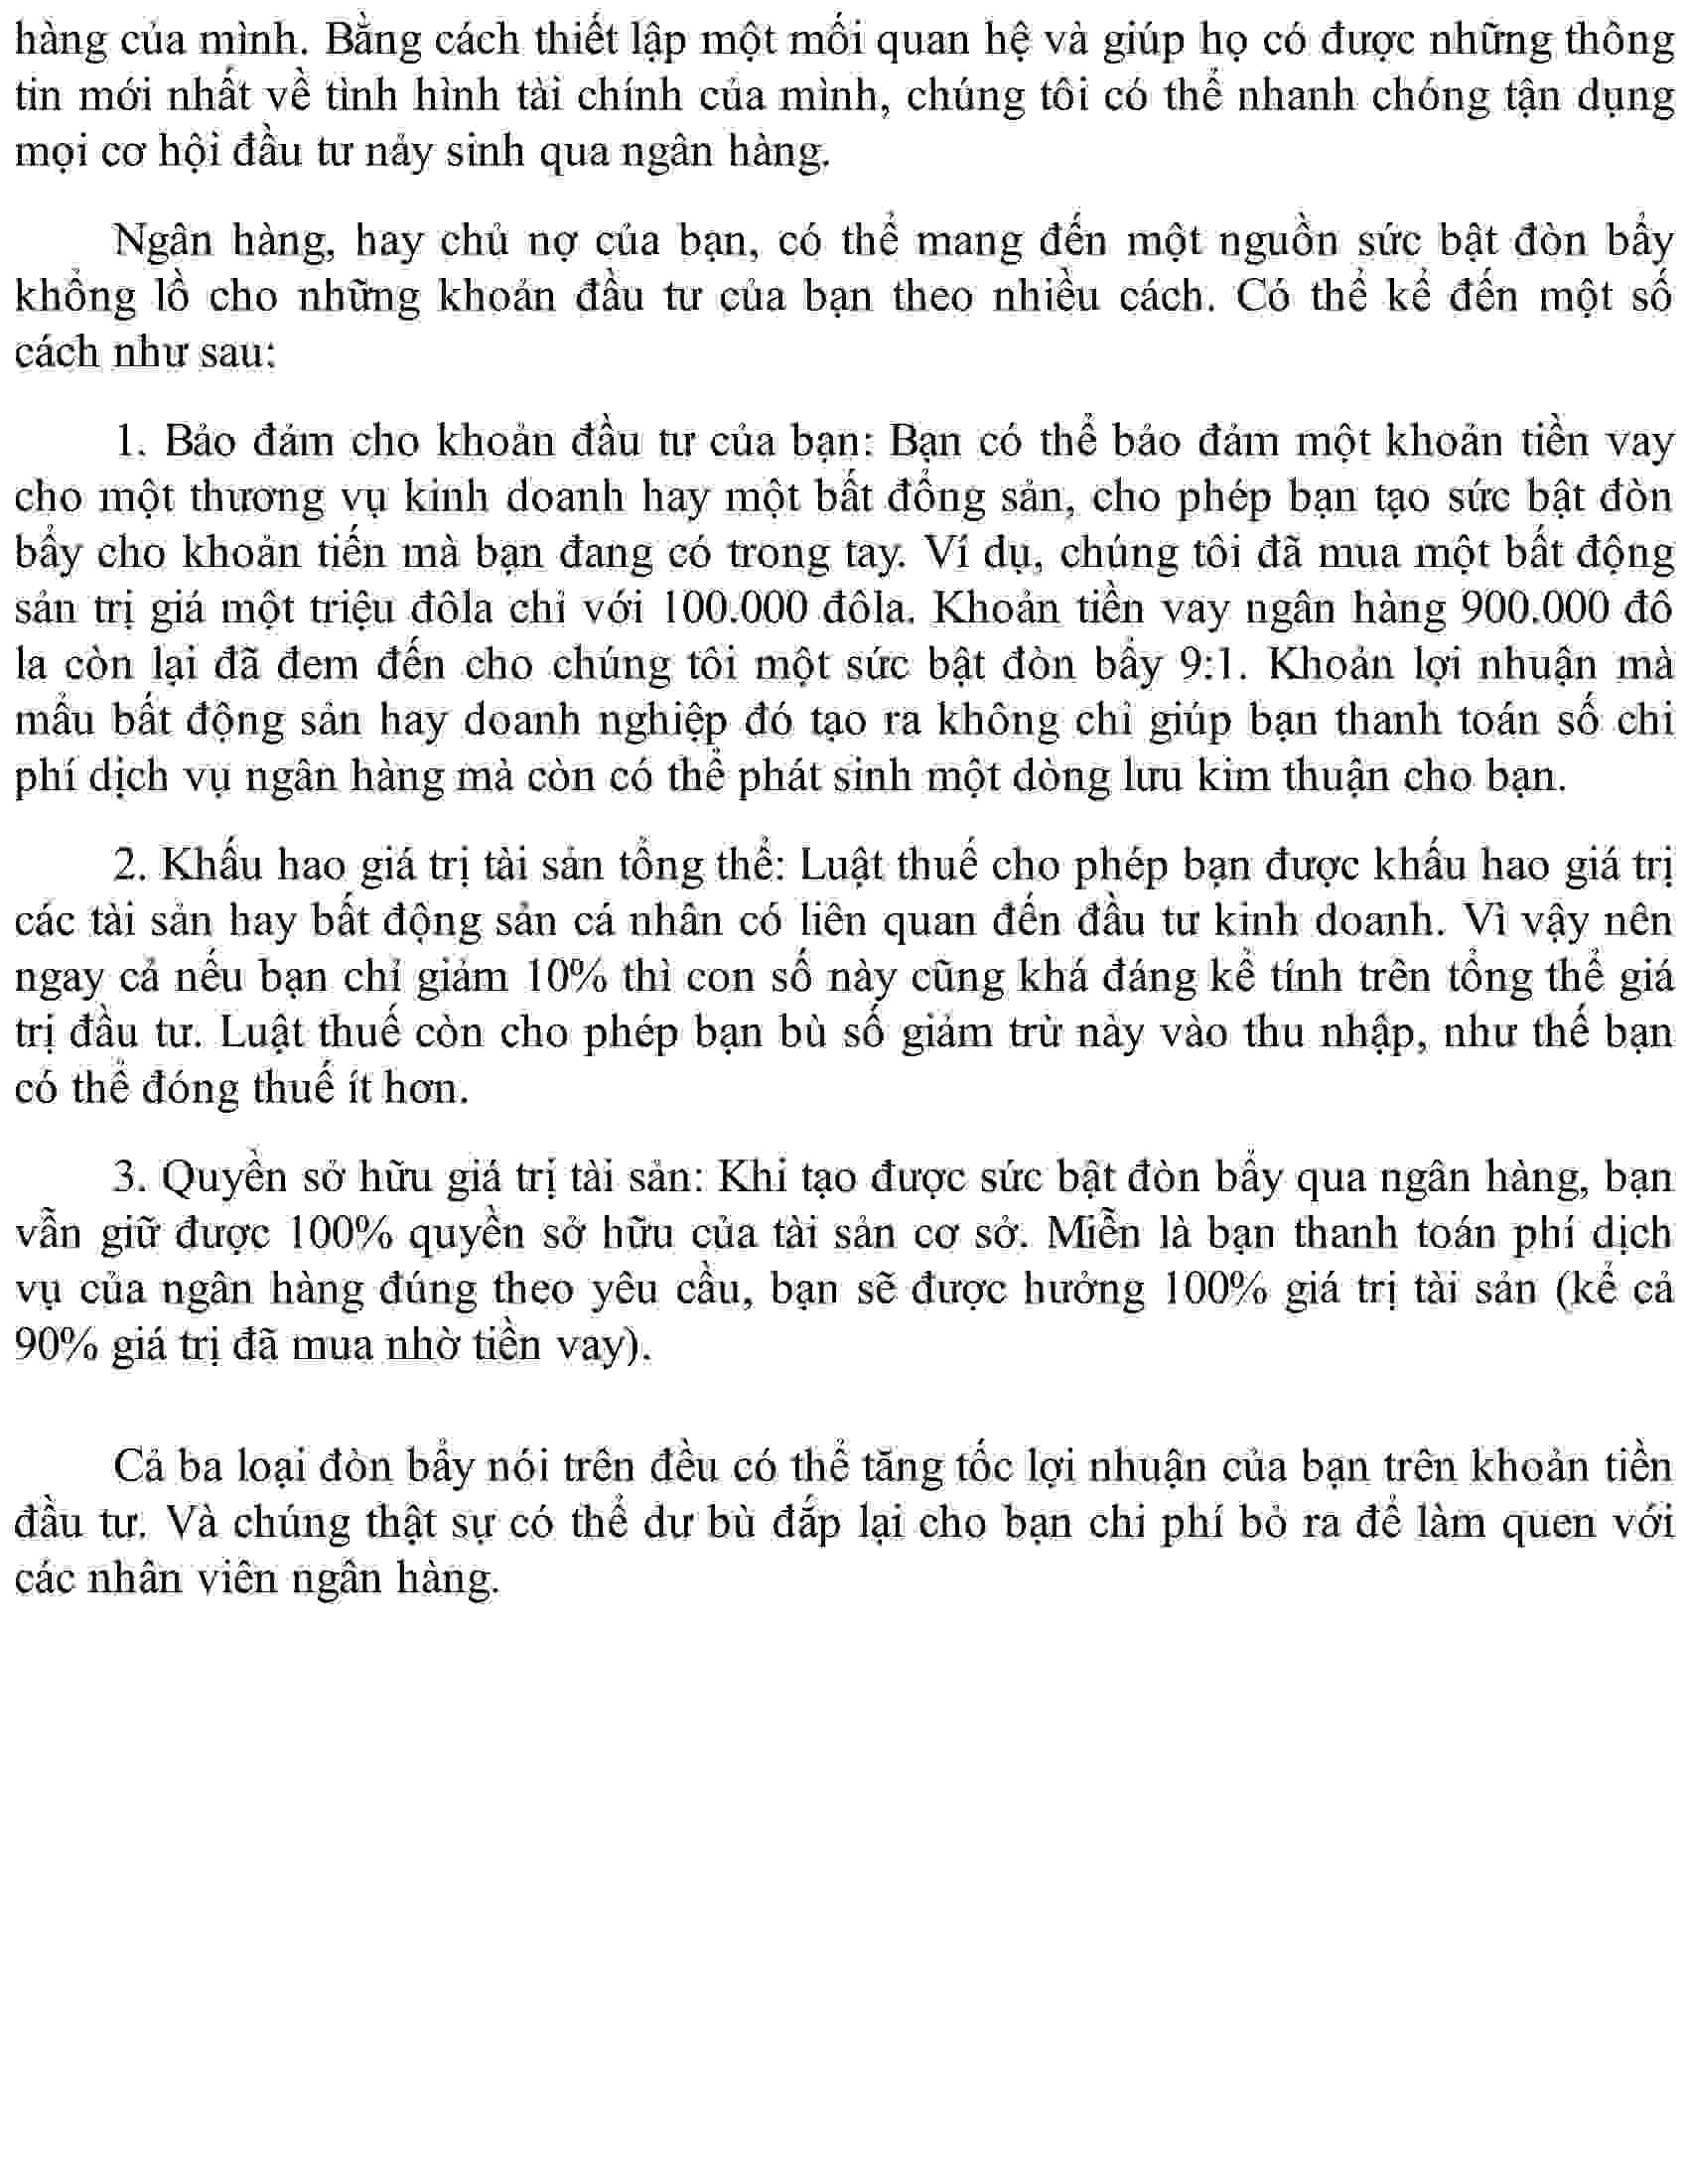 hàng của mình. Bằng cách thiết lập một mối quan hệ và giúp họ có được những thông
tin mới nhất về tình hình tài chính của mình, chúng tôi có thể nhanh chóng tận dụng
mọi cơ hội đầu tư nảy sinh qua ngân hàng.
Ngân hàng, hay chủ nợ của bạn, có thể mang đến một nguồn sức bật đòn bẩy
khổng lồ cho những khoản đầu tư của bạn theo nhiều cách. Có thể kể đến một số
cách như sau:
1. Bảo đảm cho khoản đầu tư của bạn: Bạn có thể bảo đảm một khoản tiền vay
cho một thương vụ kinh doanh hay một bất đổng sản, cho phép bạn tạo sức bật đòn
bẩy cho khoản tiến mà bạn đang có trong tay. Ví dụ, chúng tôi đã mua một bất động
sản trị giá một triệu đôla chỉ với 100.000 đôla. Khoản tiền vay ngân hàng 900.000 đô
la còn lại đã đem đến cho chúng tôi một sức bật đòn bẩy 9:1. Khoản lợi nhuận mà
mẩu bất động sản hay doanh nghiệp đó tạo ra không chỉ giúp bạn thanh toán số chi
phí dịch vụ ngân hàng mà còn có thể phát sinh một dòng lưu kim thuận cho bạn.
2. Khấu hao giá trị tài sản tổng thể: Luật thuế cho phép bạn được khấu hao giá trị
các tài sản hay bất động sản cá nhân có liên quan đến đầu tư kinh doanh. Vì vậy nên
ngay cả nếu bạn chỉ giảm 10% thì con số này cũng khá đáng kể tính trên tổng thể giá
trị đầu tư. Luật thuế còn cho phép bạn bù số giảm trừ này vào thu nhập, như thế bạn
có thể đóng thuế ít hơn.
3. Quyền sở hữu giá trị tài sản: Khi tạo được sức bật đòn bẩy qua ngân hàng, bạn
vẫn giữ được 100% quyền sở hữu của tài sản cơ sở. Miễn là bạn thanh toán phí dịch
vụ của ngân hàng đúng theo yêu cầu, bạn sẽ được hưởng 100% giá trị tài sản (kể cả
90% giá trị đã mua nhờ tiền vay).
Cả ba loại đòn bẩy nói trên đều có thể tăng tốc lợi nhuận của bạn trên khoản tiền
đầu tư. Và chúng thật sự có thể dư bù đắp lại cho bạn chi phí bỏ ra để làm quen với
các nhân viên ngân hàng.